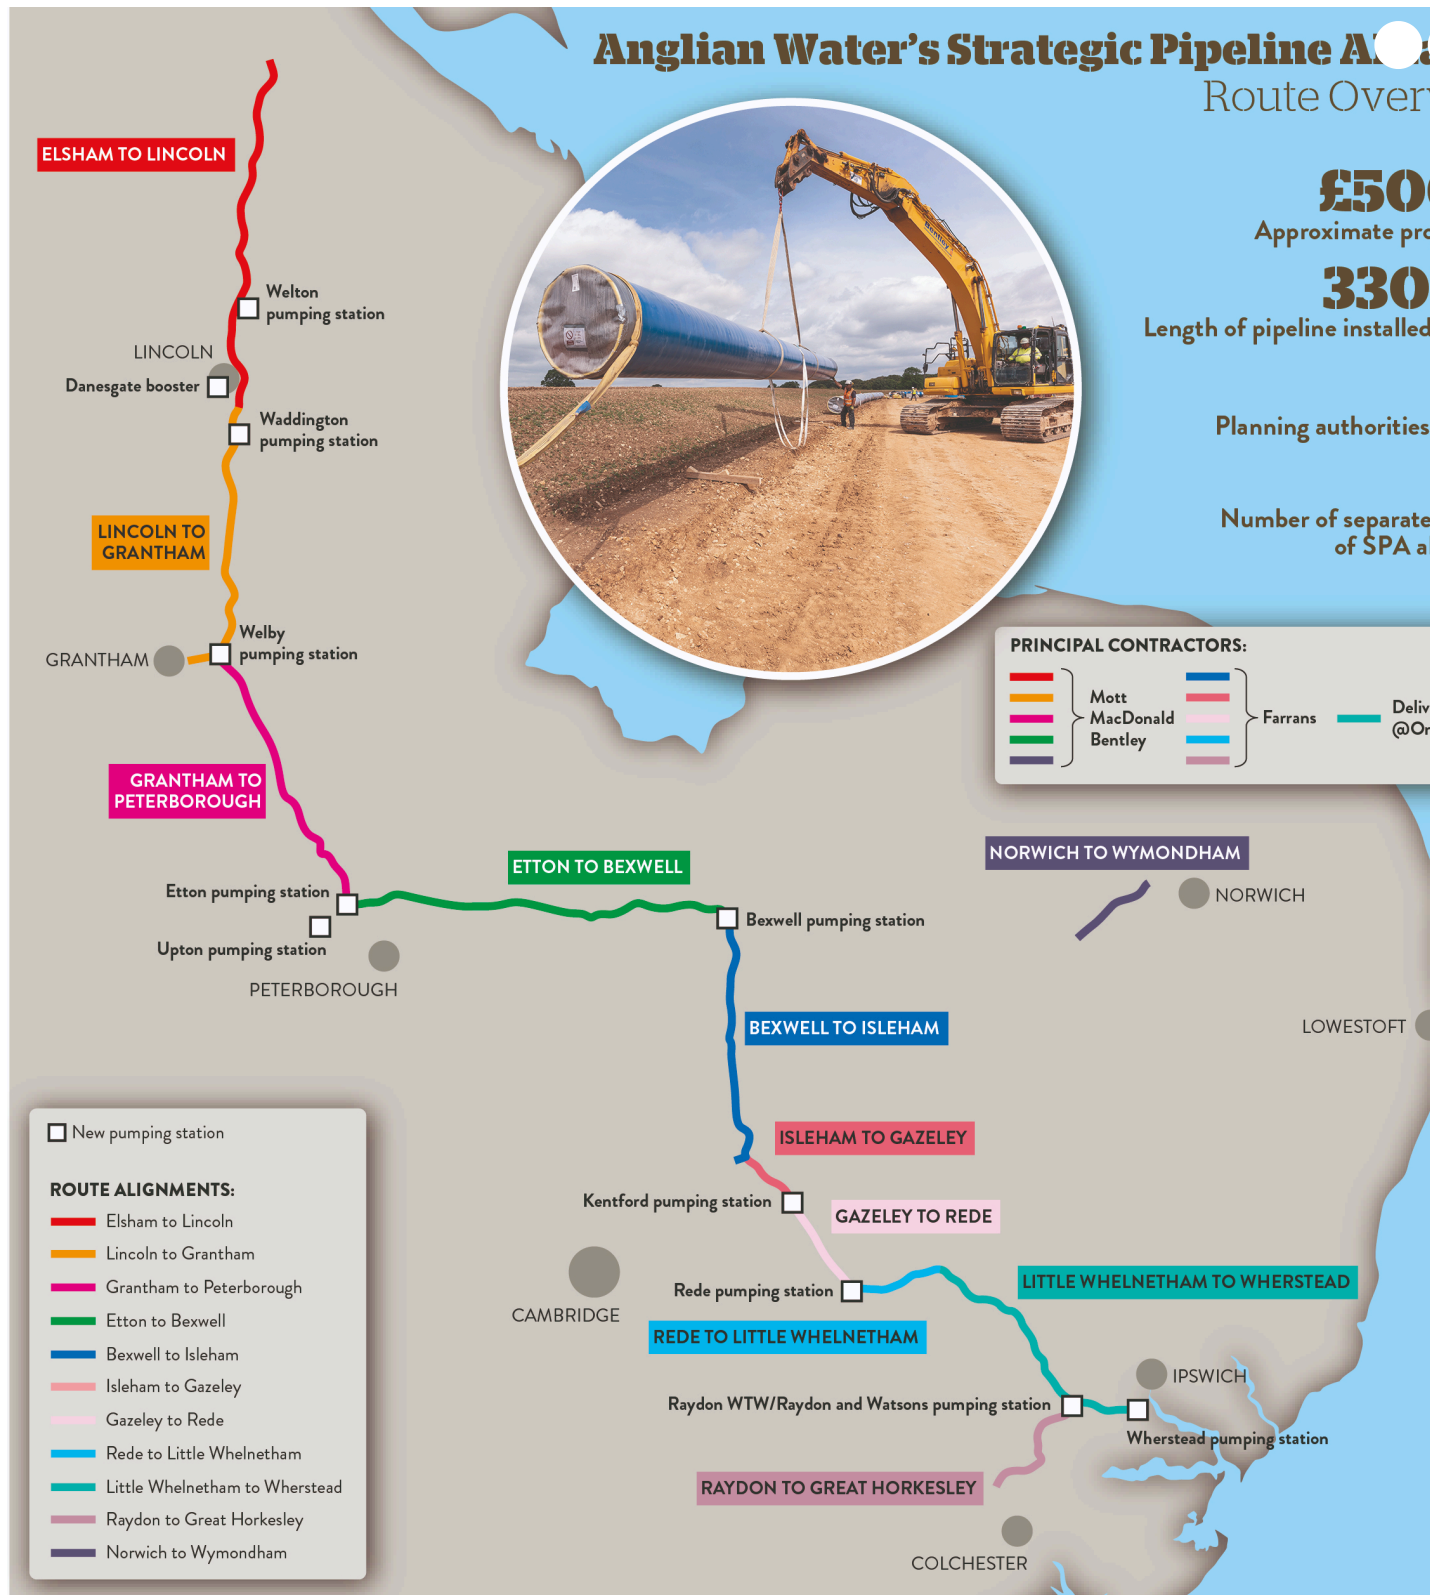 Anglian Water's Strategic Pipeline
Route
£50
Approximate
330
Length of pipeline installed
Planning authorities
Number of separate
of SPA
ELSHAM TO LINCOLN
Welton
pumping station
LINCOLN
Danesgate booster
Waddington
pumping station
LINCOLN TO
GRANTHAM
Welby
pumping station
GRANTHAM
Bentley
PRINCIPAL CONTRACTORS:
Mott
MacDonald
Bentley
Farrans
GRANTHAM TO
PETERBOROUGH
NORWICH TO WYMONDHAM
ETTON TO BEXWELL
Etton pumping station
NORWICH
Bexwell pumping station
Upton pumping station
PETERBOROUGH
LOWESTOFT
BEXWELL TO ISLEHAM
ISLEHAM TO GAZELEY
Kentford pumping station
GAZELEY TO REDE
CAMBRIDGE
Rede pumping station
LITTLE WHELNETHAM TO WHERSTEAD
REDE TO LITTLE WHELNETHAM
IPSWICH
Raydon WTW/Raydon and Watsons pumping station
Wherstead pumping station
RAYDON TO GREAT HORKESLEY
COLCHESTER
New pumping station
ROUTE ALIGNMENTS:
Elsham to Lincoln
Lincoln to Grantham
Grantham to Peterborough
Etton to Bexwell
Bexwell to Isleham
Isleham to Gazeley
Gazeley to Rede
Rede to Little Whelnetham
Little Whelnetham to Wherstead
Raydon to Great Horkesley
Norwich to Wymondham